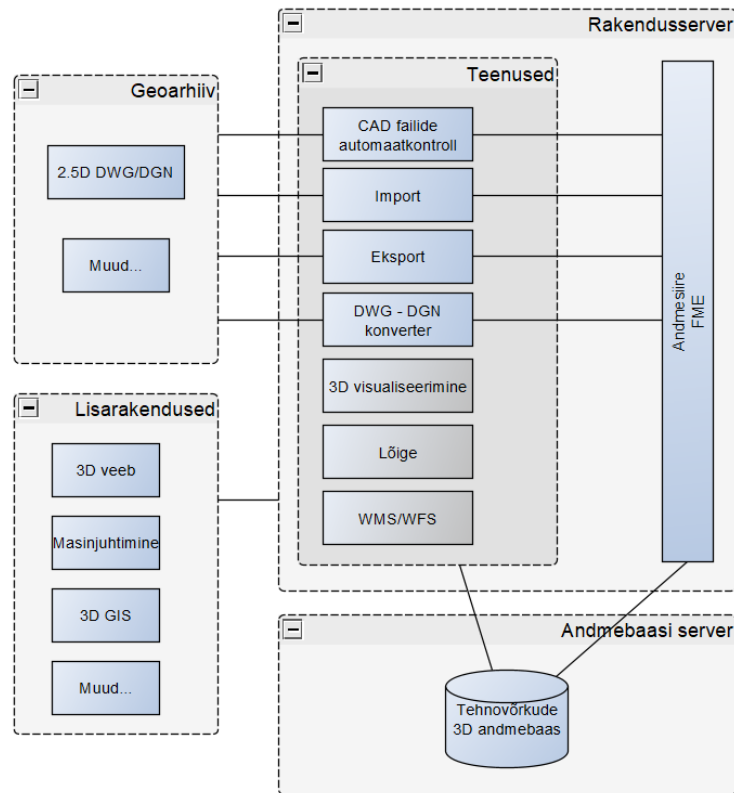 Rakendusserver
Geoarhiiv
2.5D DWG/DGN
Muud...
Teenused
CAD failide
automaatkontroll
Import
Eksport
DWG - DGN
konverter
3D visualiseerimine
Lõige
WMS/WFS
Andmesiire
FME
Lisarakendused
3D veeb
Masinjuhtimine
3D GIS
Muud...
Andmebaasi server
Tehnovõrkude
3D andmebaas